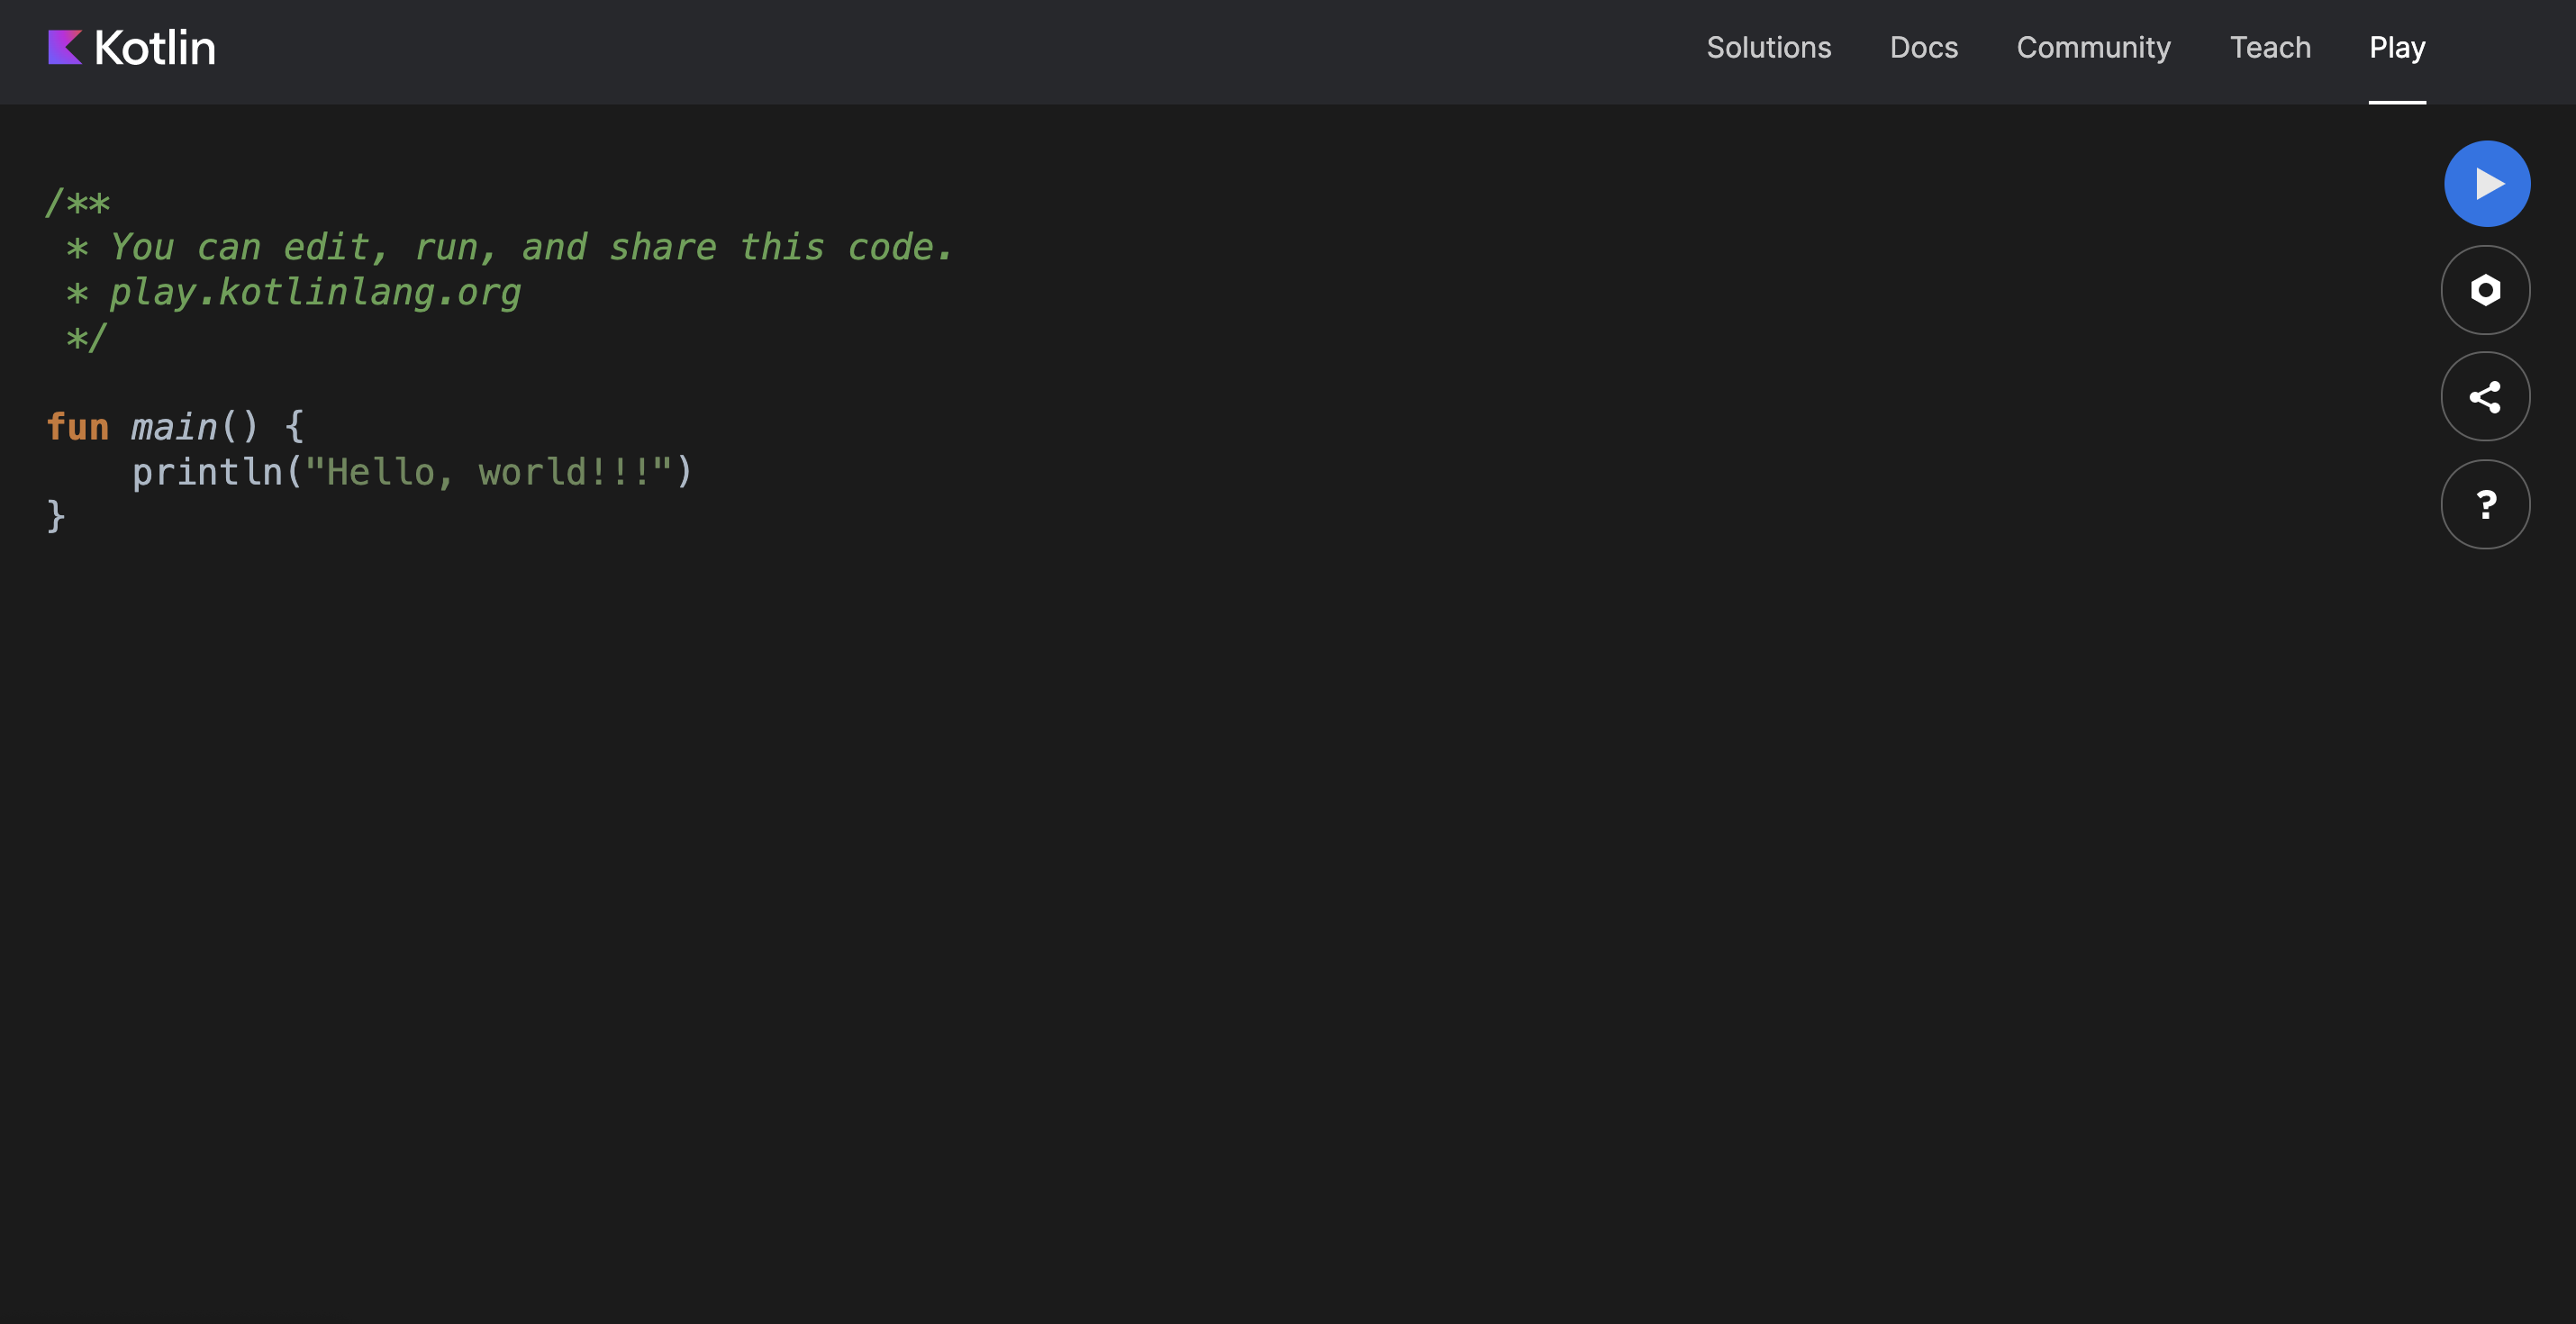 Kotlin
Solutions Docs Community Teach Play
/**
 * You can edit, run, and share this code.
 * play.kotlinlang.org
 */
fun main() {
    println("Hello, world!!!")
}
?